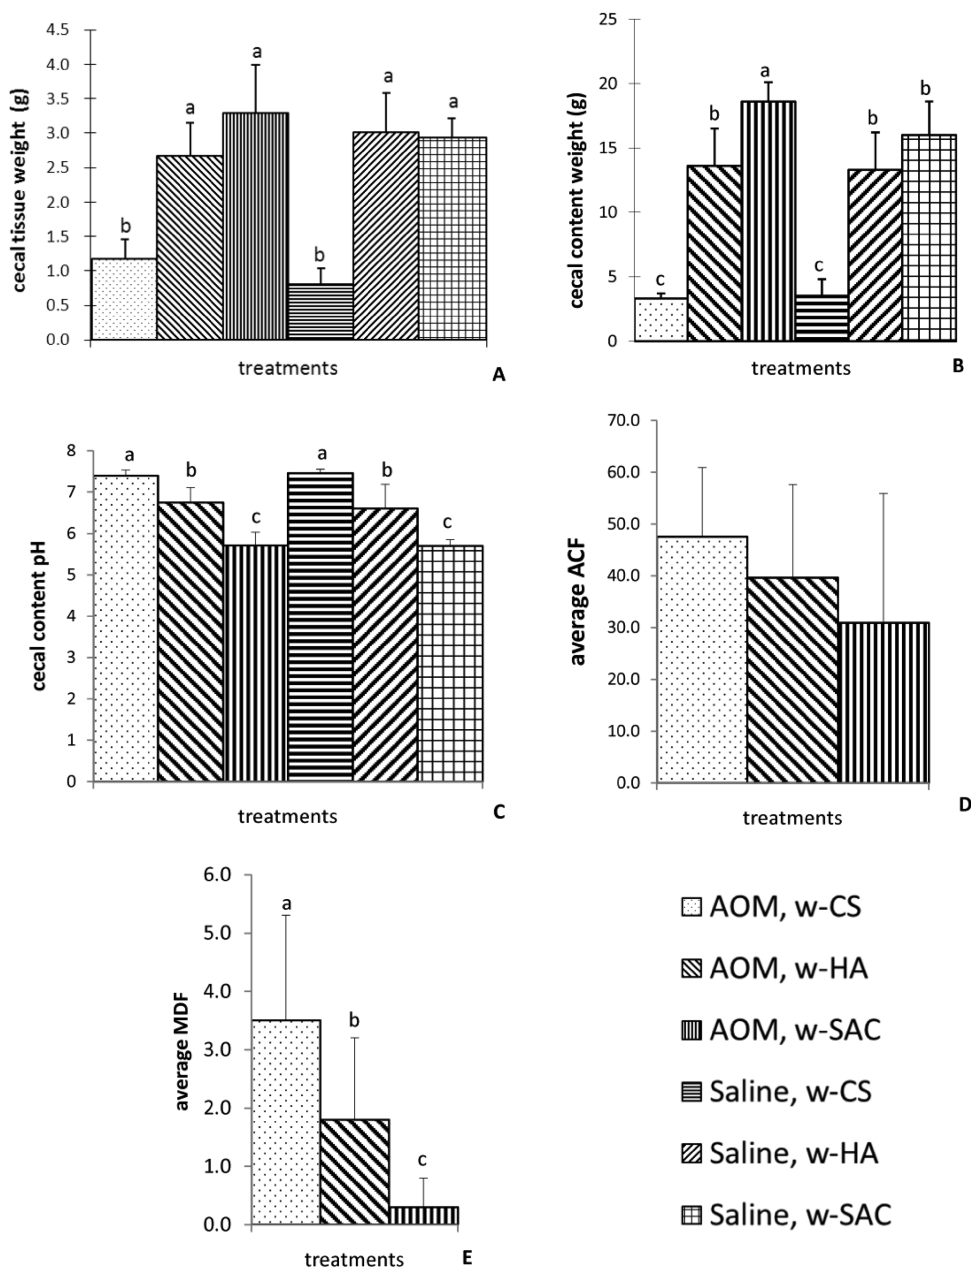 cecal tissue weight (g)
4.5
4.0
3.5
3.0
2.5
2.0
1.5
1.0
0.5
0.0
b
a
a
b
a
a
treatments
A
cecal content weight (g)
25
20
15
10
5
0
c
b
a
c
b
b
treatments
B
cecal content pH
8
7
6
5
4
3
2
1
0
a
b
c
a
b
c
treatments
C
average ACF
70.0
60.0
50.0
40.0
30.0
20.0
10.0
0.0
treatments
D
average MDF
6.0
5.0
4.0
3.0
2.0
1.0
0.0
a
b
c
treatments
E
AOM, w-CS
AOM, w-HA
AOM, w-SAC
Saline, w-CS
Saline, w-HA
Saline, w-SAC